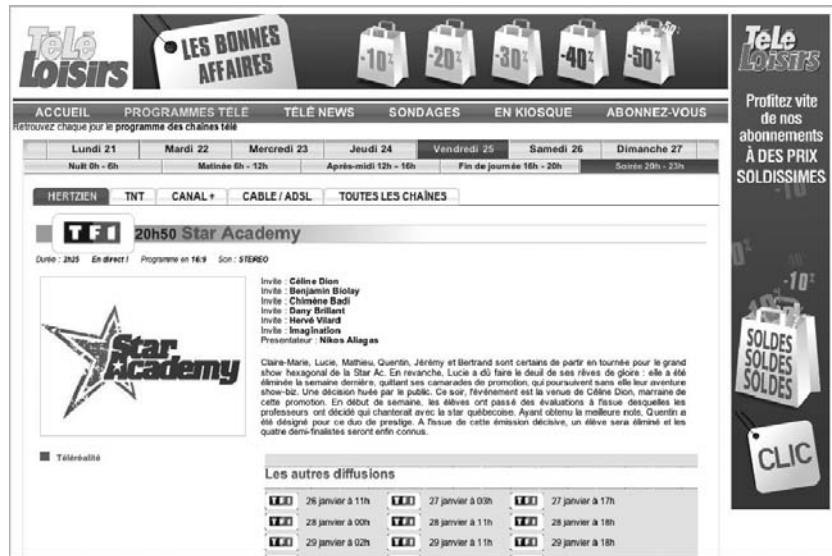 Télé
Loisirs
LES BONNES
AFFAIRES
-10%
-20%
-30%
-40%
-50%
-50%
ACCUEIL PROGRAMMES TÉLÉ TÉLÉ NEWS SONDAGES EN KIOSQUE ABONNEZ-VOUS
Retrouvez chaque jour le programme des chaînes télé
Lundi 21 Mardi 22 Mercredi 23 Jeudi 24 Vendredi 25 Samedi 26 Dimanche 27
Nuit 0h - 6h Matinée 6h - 12h Après-midi 12h - 16h Fin de journée 16h - 20h Soirée 20h - 23h
HERTZIEN TNT CANAL+ CABLE / ADSL TOUTES LES CHAÎNES
TF1 20h50 Star Academy
Durée : 2h25 En direct ! Programme en 16:9 Son : STEREO
Star
Academy
Invite : Céline Dion
Invite : Benjamin Biolay
Invite : Chimène Badi
Invite : Dany Brillant
Invite : Hervé Vilard
Invite : Imagination
Presentateur : Nikos Aliagas
Claire-Marie, Lucie, Mathieu, Quentin, Jérémy et Bertrand sont certains de partir en tournée pour le grand
show hexagonal de la Star Ac. En revanche, Lucie a dû faire le deuil de ses rêves de gloire : elle a été
éliminée la semaine dernière, quittant ses camarades de promotion, qui poursuivent sans elle leur aventure
show-biz. Une décision huée par le public. Ce soir, l'événement est la venue de Céline Dion, marraine de
cette promotion. En début de semaine, les élèves ont passé des évaluations à l'issue desquelles les
professeurs ont décidé qui chanterait avec la star québecoise. Ayant obtenu la meilleure note, Quentin a
été désigné pour ce duo de prestige. A l'issue de cette émission décisive, un élève sera éliminé et les
quatre demi-finalistes seront enfin connus.
Téléréalité
Les autres diffusions
TF1 26 janvier à 11h TF1 27 janvier à 03h TF1 27 janvier à 17h
TF1 28 janvier à 00h TF1 28 janvier à 11h TF1 28 janvier à 18h
TF1 29 janvier à 02h TF1 29 janvier à 11h TF1 29 janvier à 18h
Télé
Loisirs
Profitez vite
de nos
abonnements
À DES PRIX
SOLDISSIMES
-10%
-10%
SOLDES
SOLDES
SOLDES
CLIC